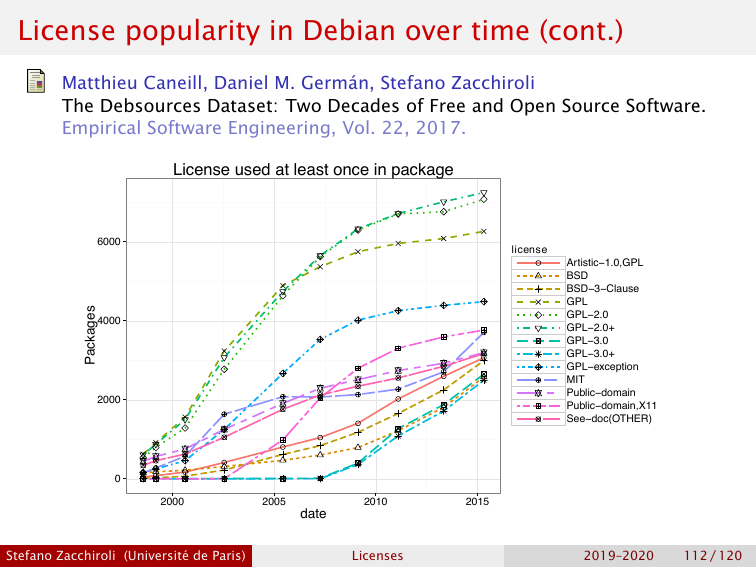 License popularity in Debian over time (cont.)
Matthieu Caneill, Daniel M. Germán, Stefano Zacchiroli
The Debsources Dataset: Two Decades of Free and Open Source Software.
Empirical Software Engineering, Vol. 22, 2017.
License used at least once in package
Packages
6000
4000
2000
0
2000
2005
2010
2015
date
license
Artistic−1.0,GPL
BSD
BSD−3−Clause
GPL
GPL−2.0
GPL−2.0+
GPL−3.0
GPL−3.0+
GPL−exception
MIT
Public−domain
Public−domain,X11
See−doc(OTHER)
Stefano Zacchiroli (Université de Paris)
Licenses
2019–2020
112 / 120